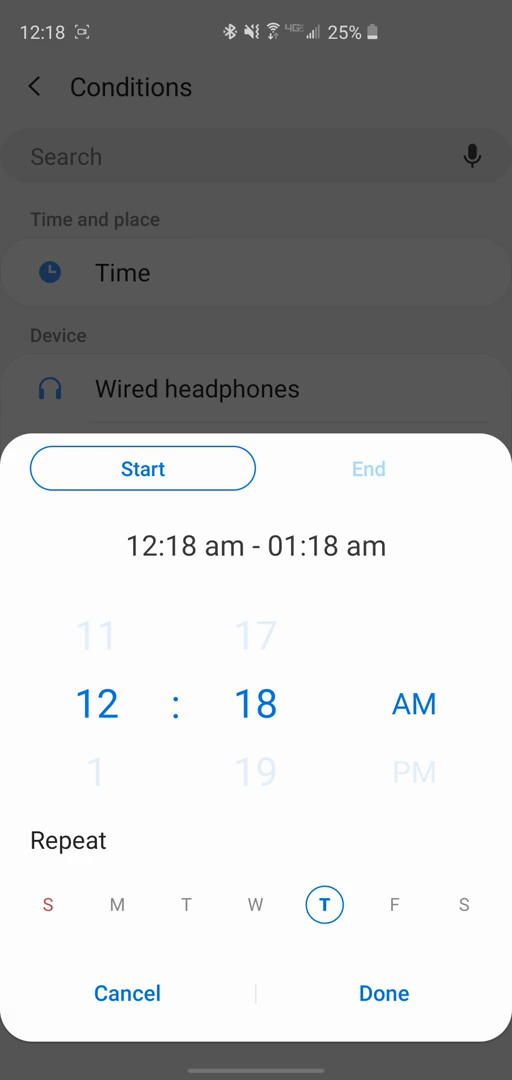 12:18 4GE 25%
Conditions
Search
Time and place
Time
Device
Wired headphones
Start End
12:18 am - 01:18 am
11 17
12 : 18 AM
1 19 PM
Repeat
S M T W T F S
Cancel Done